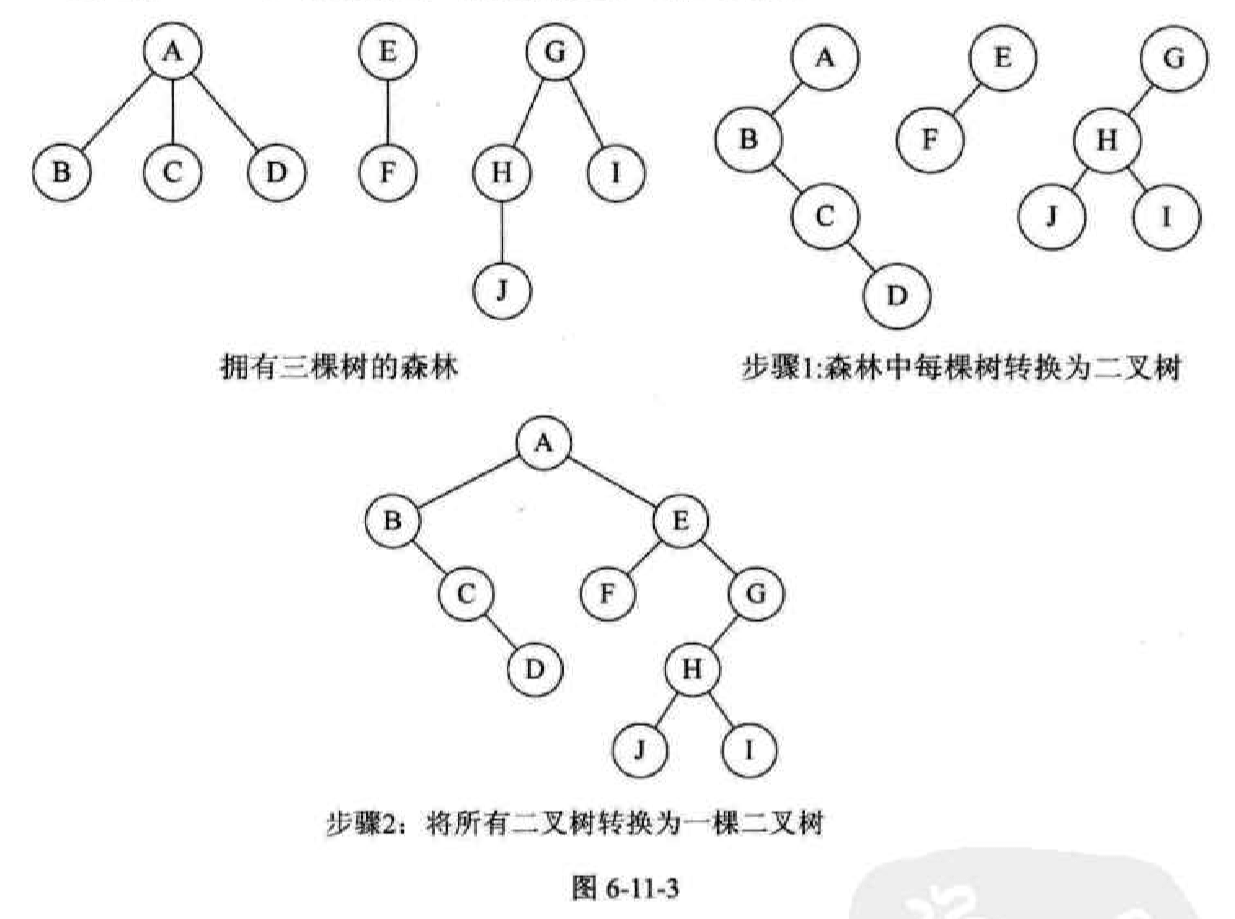 A E G A E G
B C D F H I B F H
J C J I
D
拥有三棵树的森林 步骤1:森林中每棵树转换为二叉树
A
B E
C F G
D H
J I
步骤2：将所有二叉树转换为一棵二叉树
图 6-11-3